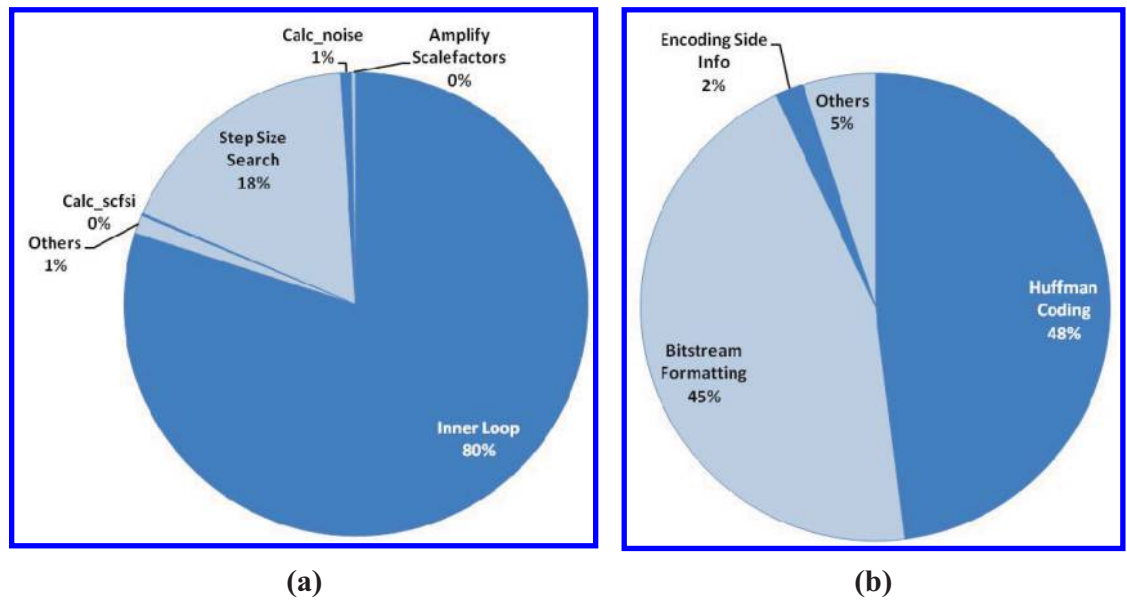 Calc_noise
1%
Amplify
Scalefactors
0%
Step Size
Search
18%
Calc_scfsi
0%
Others
1%
Inner Loop
80%
(a)
Encoding Side
Info
2%
Others
5%
Huffman
Coding
48%
Bitstream
Formatting
45%
(b)